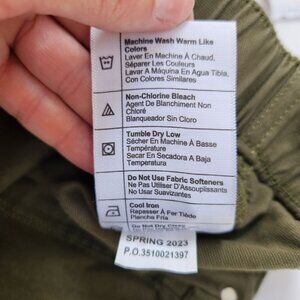 Machine Wash Warm Like
Colors
Laver En Machine À Chaud,
Séparer Les Couleurs
Lavar A Máquina En Agua Tibia,
Con Colores Similares
Non-Chlorine Bleach
Agent De Blanchiment Non
Chloré
Blanqueador Sin Cloro
Tumble Dry Low
Sécher En Machine À Basse
Température
Secar En Secadora A Baja
Temperatura
Do Not Use Fabric Softeners
Ne Pas Utiliser D'Assouplissants
No Usar Suavizantes
Cool Iron
Repasser À Fer Tiède
Plancha Fría
Do Not Dry Clean
SPRING 2023
P.O.3510021397